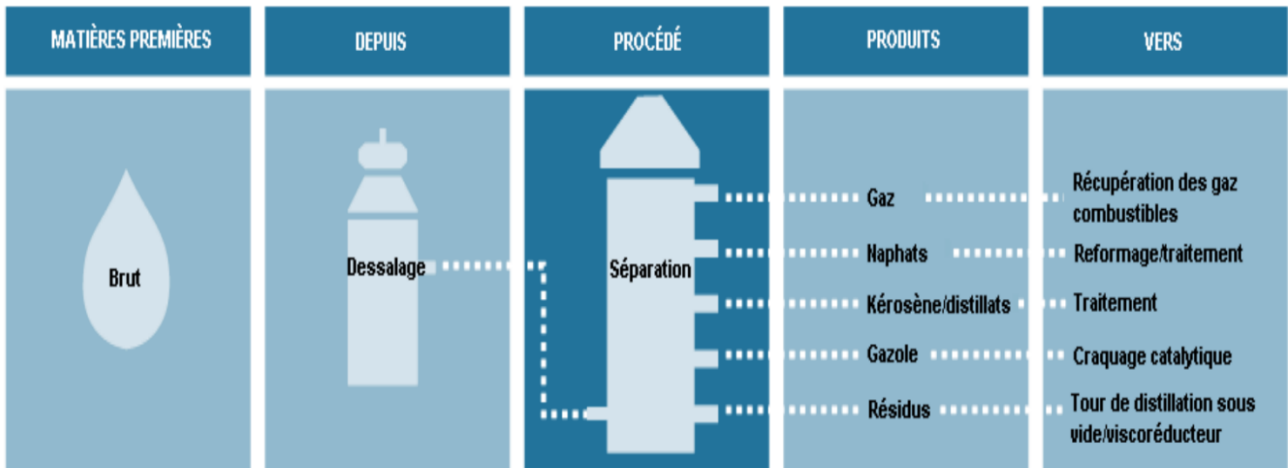 MATIÈRES PREMIÈRES
DEPUIS
PROCÉDÉ
PRODUITS
VERS
Brut
Dessalage
Séparation
Gaz
Récupération des gaz
combustibles
Naphats
Reformage/traitement
Kérosène/distillats
Traitement
Gazole
Craquage catalytique
Résidus
Tour de distillation sous
vide/viscoréducteur